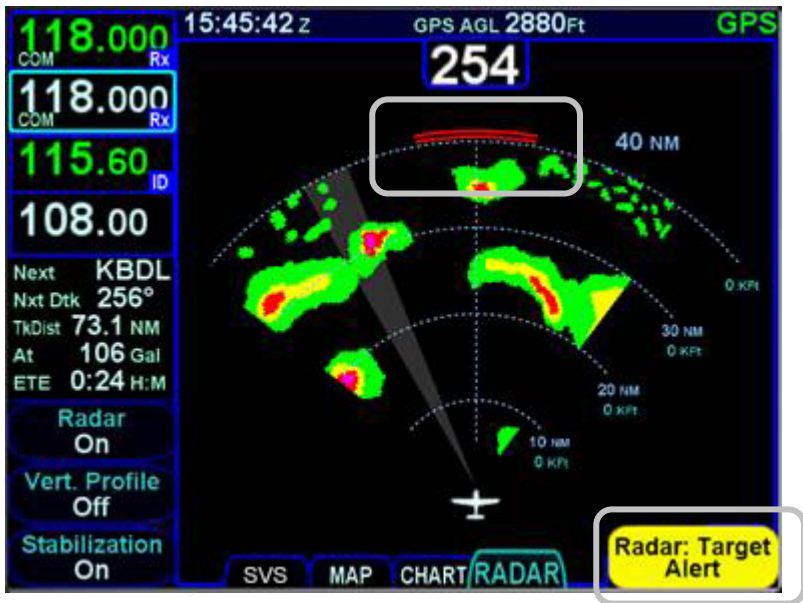 118.000
COM Rx
118.000
COM Rx
115.60
ID
108.00
Next KBDL
Nxt Dtk 256°
TkDist 73.1 NM
At 106 Gal
ETE 0:24 H:M
Radar
On
Vert. Profile
Off
Stabilization
On
15:45:42 Z GPS AGL 2880Ft GPS
254
40 NM
0 KFt
30 NM
0 KFt
20 NM
0 KFt
10 NM
0 KFt
SVS MAP CHART RADAR
Radar: Target
Alert